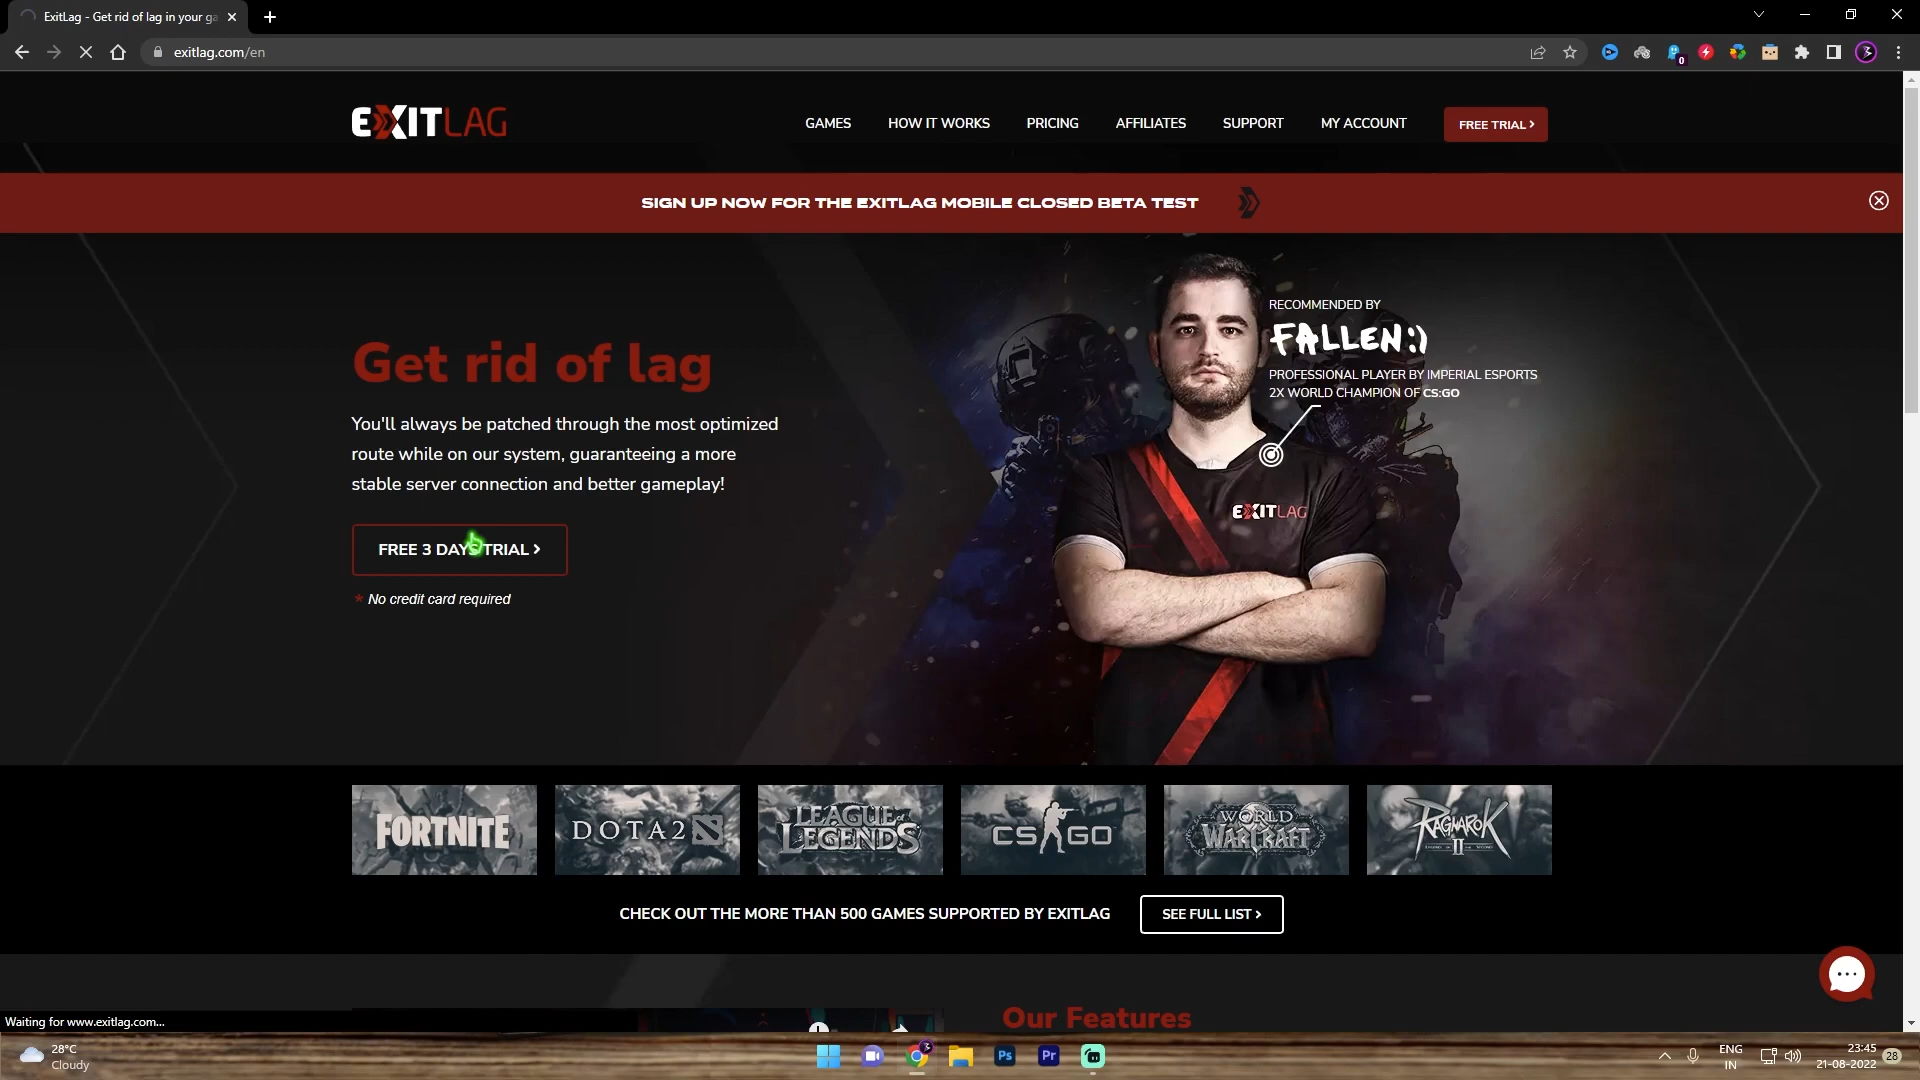 ExitLag - Get rid of lag in your ga
exitlag.com/en
0
EXITLAG
GAMES
HOW IT WORKS
PRICING
AFFILIATES
SUPPORT
MY ACCOUNT
FREE TRIAL >
SIGN UP NOW FOR THE EXITLAG MOBILE CLOSED BETA TEST
RECOMMENDED BY
FALLEN:)
PROFESSIONAL PLAYER BY IMPERIAL ESPORTS
2X WORLD CHAMPION OF CS:GO
Get rid of lag
You'll always be patched through the most optimized
route while on our system, guaranteeing a more
stable server connection and better gameplay!
EXITLAG
FREE 3 DAYS TRIAL >
* No credit card required
FORTNITE
DOTA 2
LEAGUE OF
LEGENDS
CS GO
WORLD
WARCRAFT
RAGNAROK
II
CHECK OUT THE MORE THAN 500 GAMES SUPPORTED BY EXITLAG
SEE FULL LIST >
Our Features
Waiting for www.exitlag.com...
28°C
Cloudy
Ps
Pr
ENG
IN
23:45
21-08-2022
28